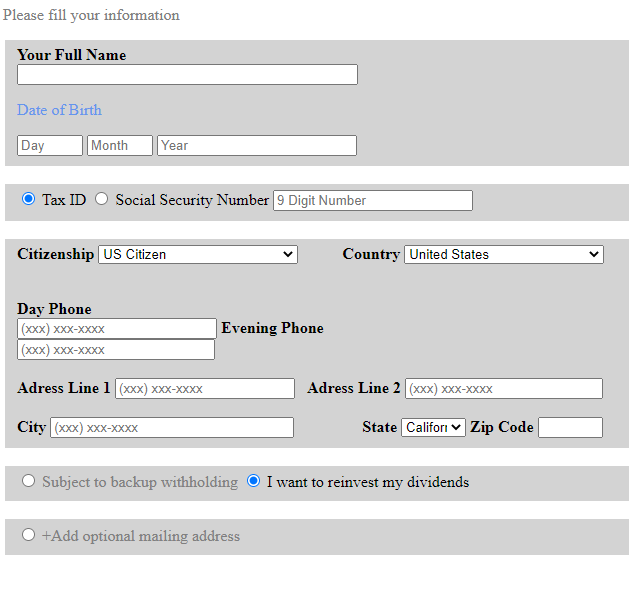 Please fill your information
Your Full Name
Date of Birth
Day Month Year
Tax ID Social Security Number 9 Digit Number
Citizenship US Citizen Country United States
Day Phone
(xxx) xxx-xxxx Evening Phone
(xxx) xxx-xxxx
Adress Line 1 (xxx) xxx-xxxx Adress Line 2 (xxx) xxx-xxxx
City (xxx) xxx-xxxx State Califor Zip Code
Subject to backup withholding I want to reinvest my dividends
+Add optional mailing address